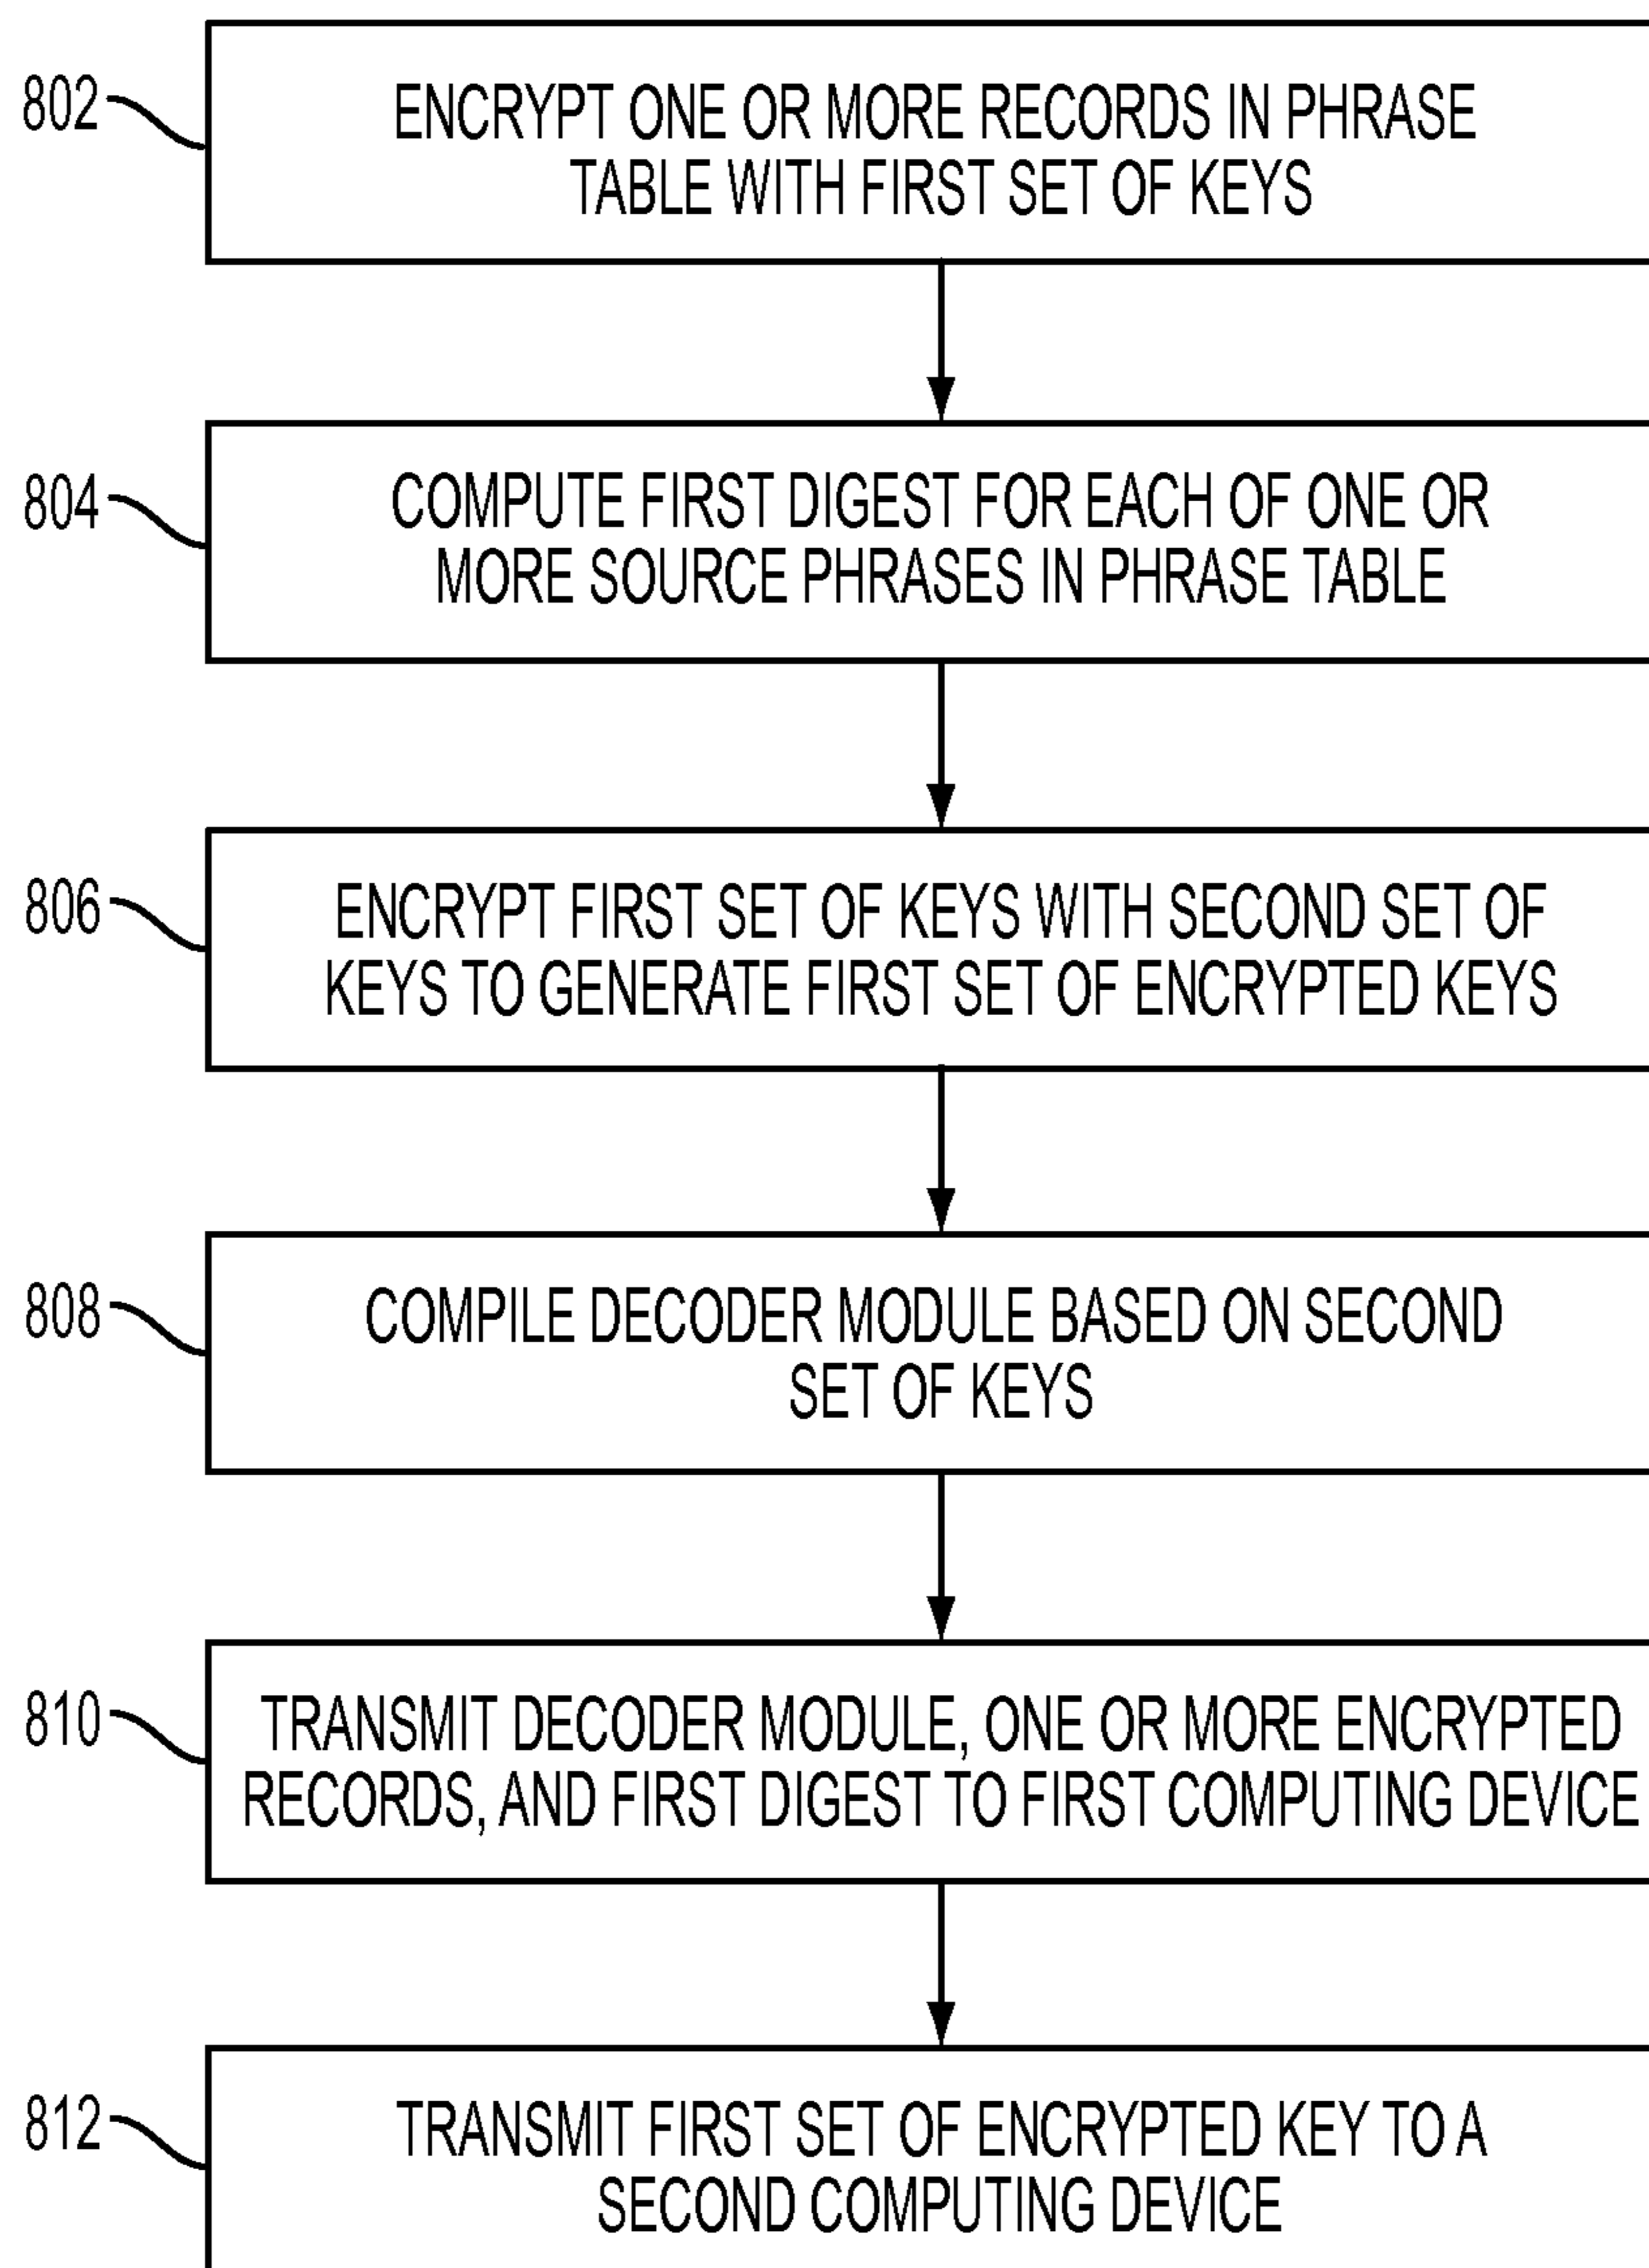 802
ENCRYPT ONE OR MORE RECORDS IN PHRASE
TABLE WITH FIRST SET OF KEYS
804
COMPUTE FIRST DIGEST FOR EACH OF ONE OR
MORE SOURCE PHRASES IN PHRASE TABLE
806
ENCRYPT FIRST SET OF KEYS WITH SECOND SET OF
KEYS TO GENERATE FIRST SET OF ENCRYPTED KEYS
808
COMPILE DECODER MODULE BASED ON SECOND
SET OF KEYS
810
TRANSMIT DECODER MODULE, ONE OR MORE ENCRYPTED
RECORDS, AND FIRST DIGEST TO FIRST COMPUTING DEVICE
812
TRANSMIT FIRST SET OF ENCRYPTED KEY TO A
SECOND COMPUTING DEVICE